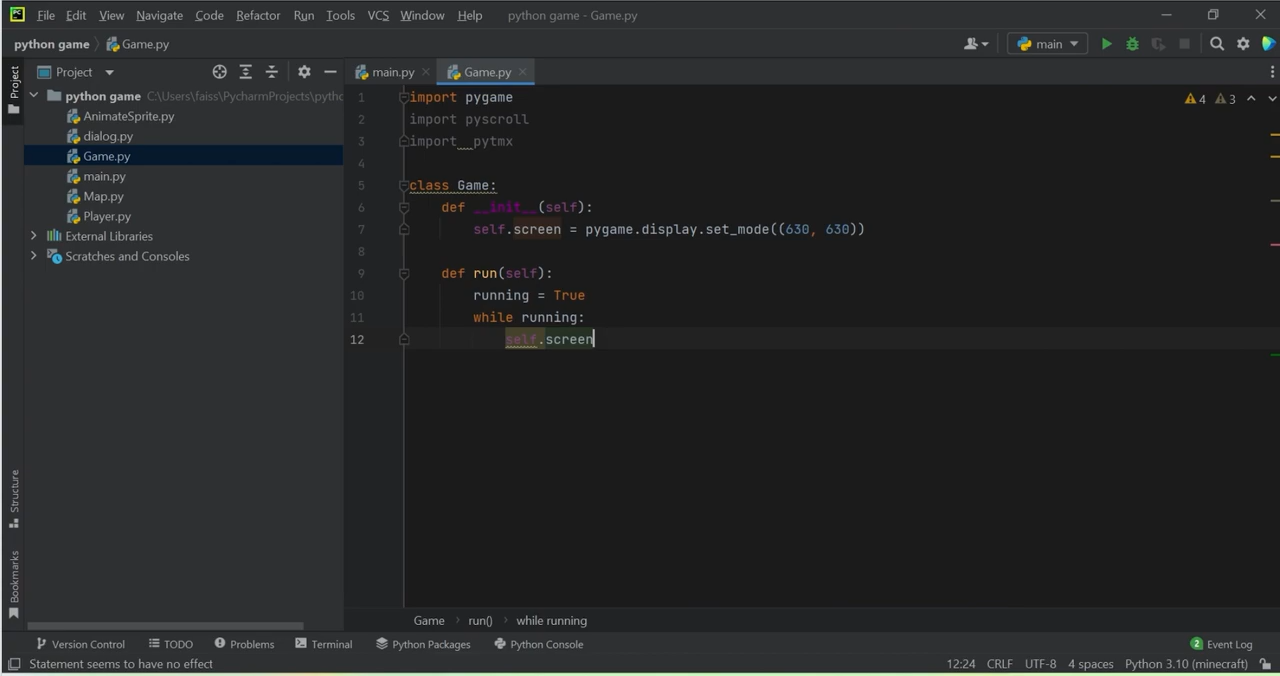 PC File Edit View Navigate Code Refactor Run Tools VCS Window Help python game - Game.py
python game Game.py main
Project Project main.py Game.py
python game C:\Users\faiss\PycharmProjects\pytho
AnimateSprite.py
dialog.py
Game.py
main.py
Map.py
Player.py
External Libraries
Scratches and Consoles
4 3
1 import pygame
2 import pyscroll
3 import pytmx
4
5 class Game:
6 def __init__(self):
7 self.screen = pygame.display.set_mode((630, 630))
8
9 def run(self):
10 running = True
11 while running:
12 self.screen
Structure
Bookmarks
Game run() while running
Version Control TODO Problems Terminal Python Packages Python Console 2 Event Log
Statement seems to have no effect 12:24 CRLF UTF-8 4 spaces Python 3.10 (minecraft)